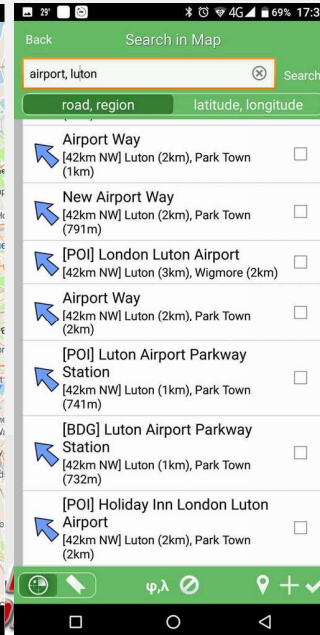 29° 4G 69% 17:3
Back Search in Map
airport, luton Search
road, region latitude, longitude
Airport Way
[42km NW] Luton (2km), Park Town
(1km)
New Airport Way
[42km NW] Luton (2km), Park Town
(791m)
[POI] London Luton Airport
[42km NW] Luton (3km), Wigmore (2km)
Airport Way
[42km NW] Luton (2km), Park Town
(2km)
[POI] Luton Airport Parkway
Station
[42km NW] Luton (1km), Park Town
(741m)
[BDG] Luton Airport Parkway
Station
[42km NW] Luton (1km), Park Town
(732m)
[POI] Holiday Inn London Luton
Airport
[42km NW] Luton (2km), Park Town
(2km)
φ,λ